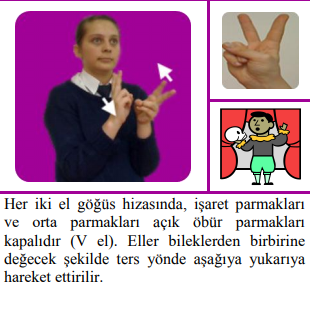 Her iki el göğüs hizasında, işaret parmakları
ve orta parmakları açık öbür parmakları
kapalıdır (V el). Eller bileklerden birbirine
değecek şekilde ters yönde aşağıya yukarıya
hareket ettirilir.